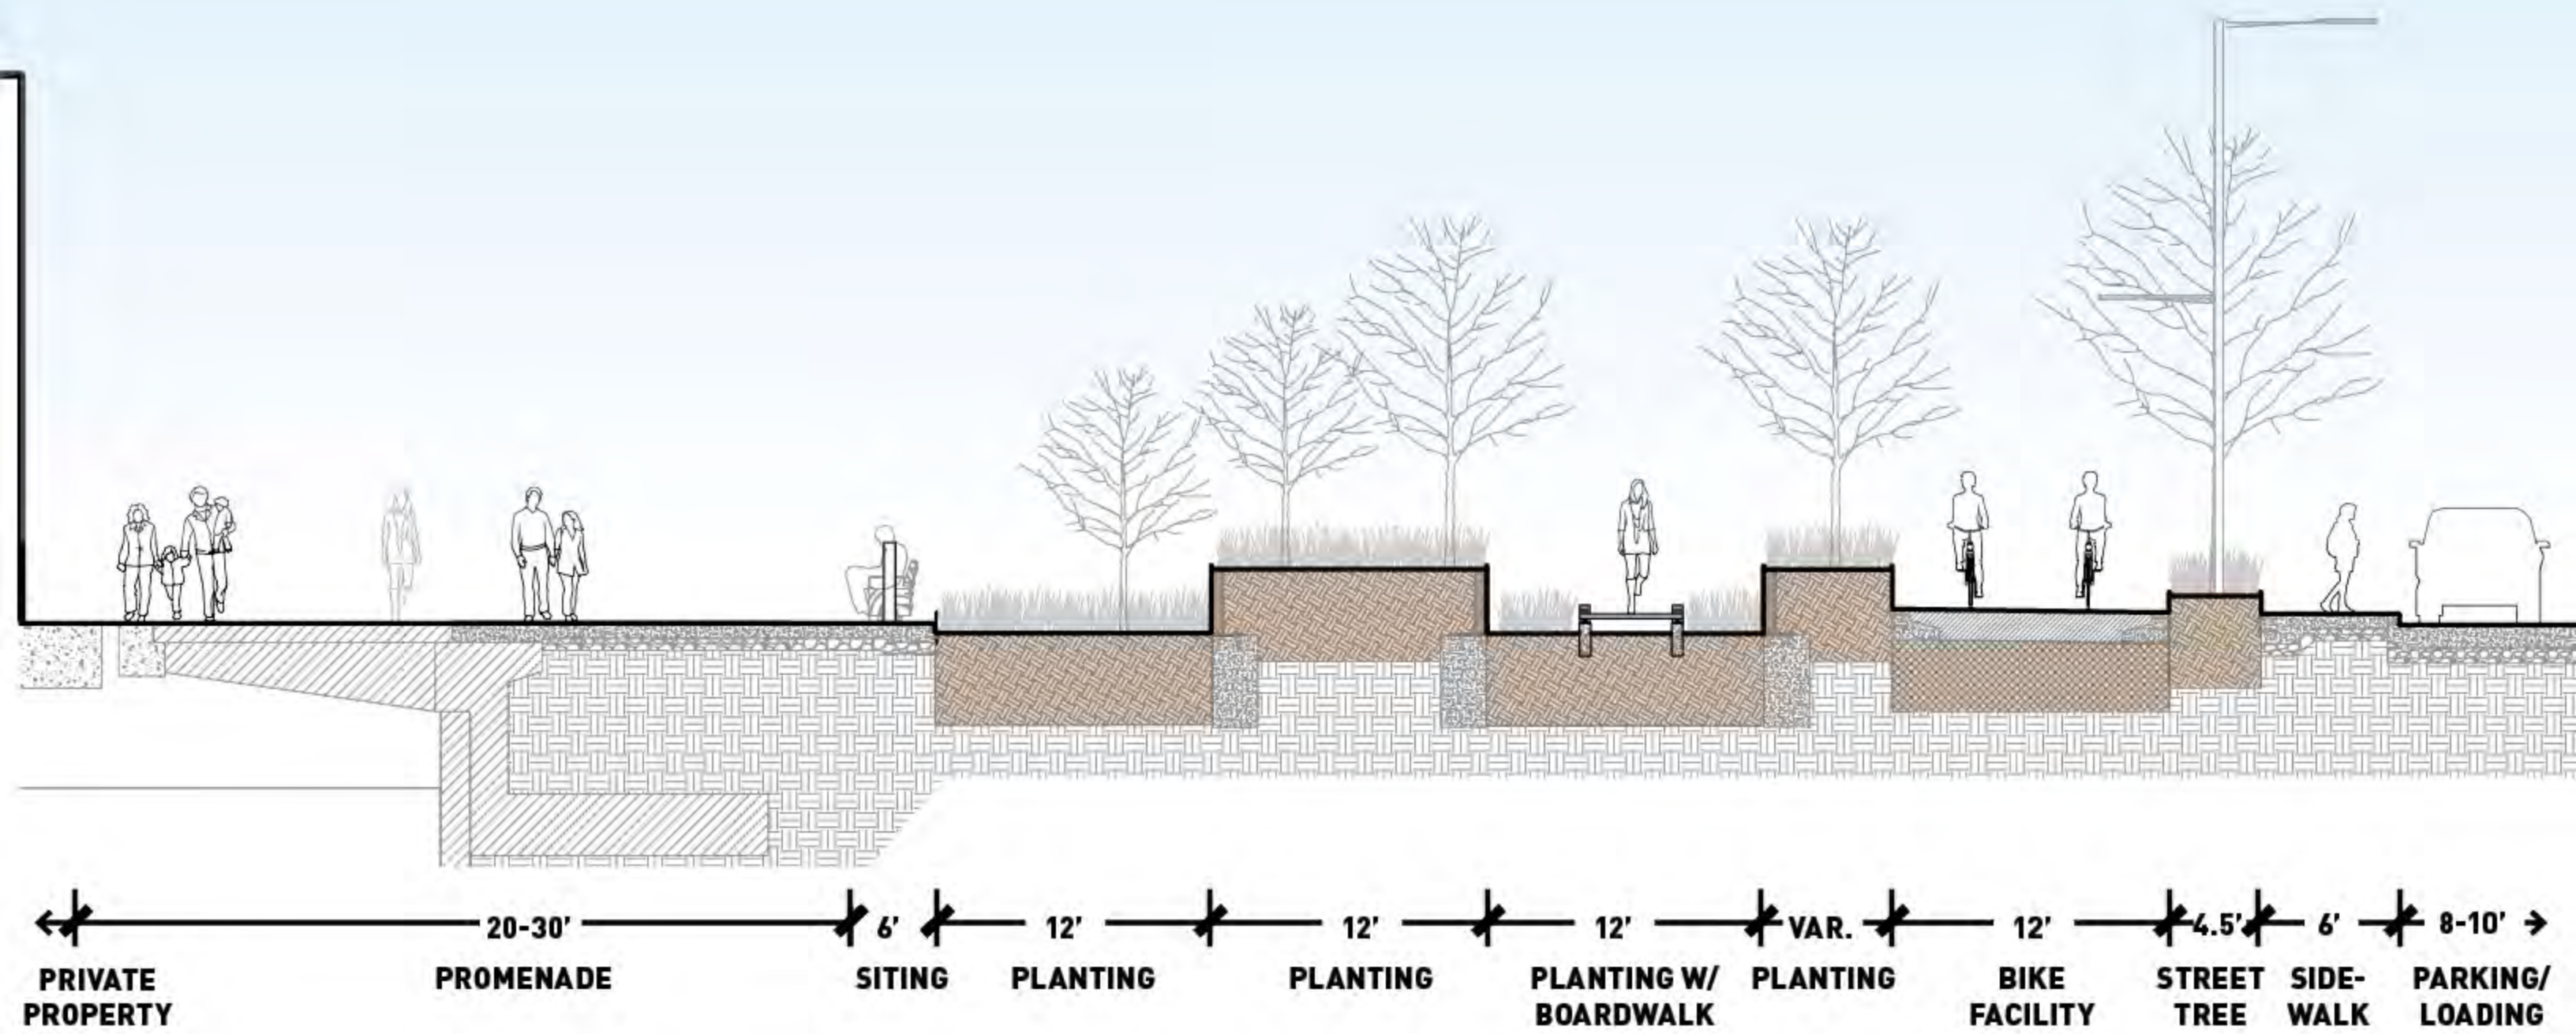 20-30' 6' 12' 12' 12' VAR. 12' 4.5' 6' 8-10'
PRIVATE PROMENADE SITING PLANTING PLANTING PLANTING W/ PLANTING BIKE STREET SIDE- PARKING/
PROPERTY BOARDWALK FACILITY TREE WALK LOADING